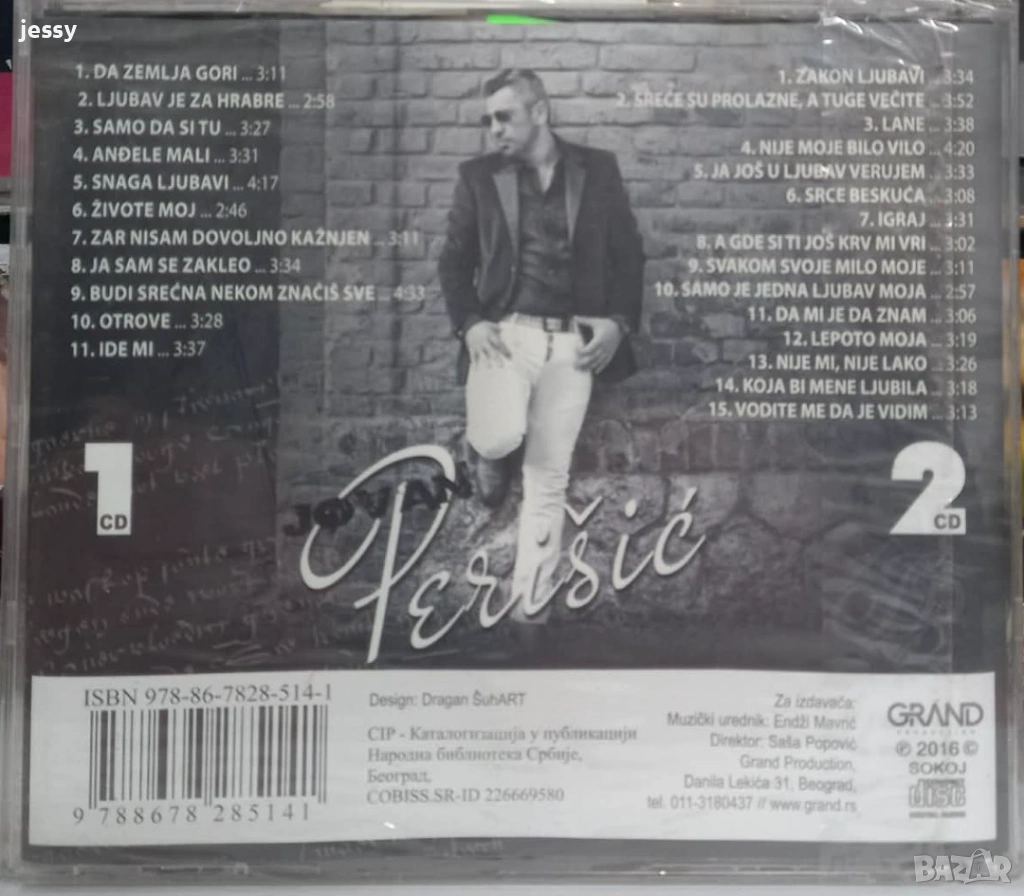 jessy
1. DA ZEMLJA GORI ... 3:11
2. LJUBAV JE ZA HRABRE ... 2:58
3. SAMO DA SI TU ... 3:27
4. ANĐELE MALI ... 3:31
5. SNAGA LJUBAVI ... 4:17
6. ŽIVOTE MOJ ... 2:46
7. ZAR NISAM DOVOLJNO KAŽNJEN ... 3:11
8. JA SAM SE ZAKLEO ... 3:34
9. BUDI SREĆNA NEKOM ZNAČIŠ SVE ... 4:33
10. OTROVE ... 3:28
11. IDE MI ... 3:37
1 CD
1. ZAKON LJUBAVI ... 3:34
2. SREĆE SU PROLAZNE, A TUGE VEČITE ... 3:52
3. LANE ... 3:38
4. NIJE MOJE BILO VILO ... 4:20
5. JA JOŠ U LJUBAV VERUJEM ... 3:33
6. SRCE BESKUĆA ... 3:08
7. IGRAJ ... 3:31
8. A GDE SI TI JOŠ KRV MI VRI ... 3:02
9. SVAKOM SVOJE MILO MOJE ... 3:11
10. SAMO JE JEDNA LJUBAV MOJA ... 2:57
11. DA MI JE DA ZNAM ... 3:06
12. LEPOTO MOJA ... 3:19
13. NIJE MI, NIJE LAKO ... 3:26
14. KOJA BI MENE LJUBILA ... 3:18
15. VODITE ME DA JE VIDIM ... 3:13
2 CD
JOVAN
Perišić
ISBN 978-86-7828-514-1
9 788678 285141
Design: Dragan ŠuhART
CIP - Каталогизација у публикацији
Народна библиотека Србије,
Београд,
COBISS.SR-ID 226669580
Za izdavača:
Muzički urednik: Enđi Mavrić
Direktor: Saša Popović
Grand Production,
Danila Lekića 31, Beograd,
tel. 011-3180437 // www.grand.rs
GRAND
PRODUCTION
℗ 2016 ©
SOKOJ
COMPACT disc
DIGITAL AUDIO
BAZAR